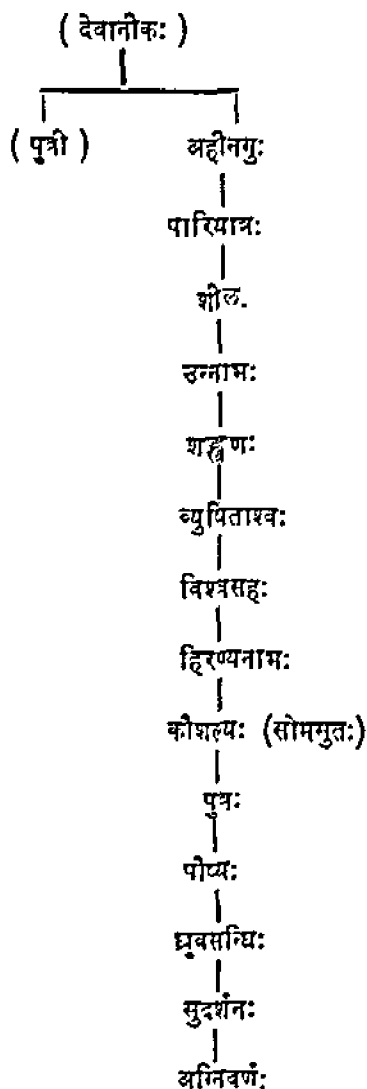 ( देवानीकः )
( पुत्री ) अहीनगुः
पारियात्रः
शील.
उन्नाभः
शङ्खणः
व्युषिताश्वः
विश्वसहः
हिरण्यनाभः
कौशल्यः (सोमसुतः)
पुत्रः
पौष्यः
ध्रुवसन्धिः
सुदर्शनः
अग्निवर्णः